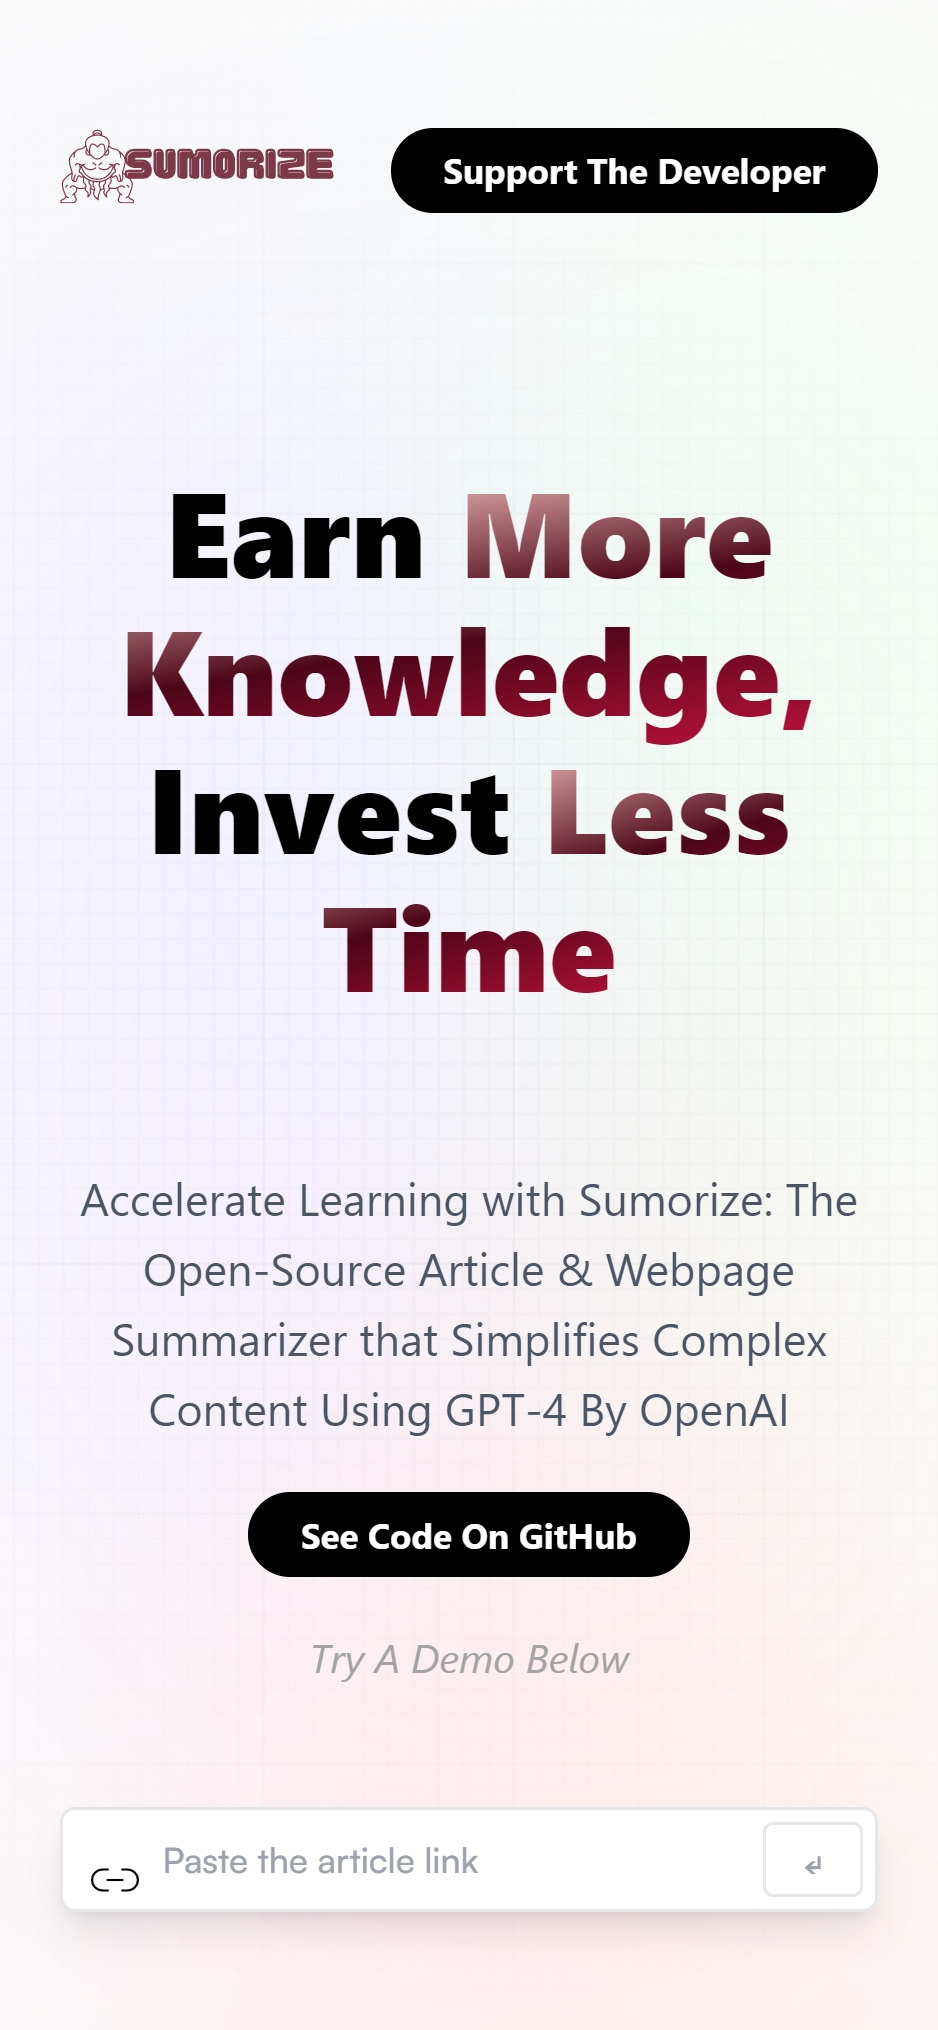 SUMORIZE
Support The Developer
Earn More
Knowledge,
Invest Less
Time
Accelerate Learning with Sumorize: The
Open-Source Article & Webpage
Summarizer that Simplifies Complex
Content Using GPT-4 By OpenAI
See Code On GitHub
Try A Demo Below
Paste the article link